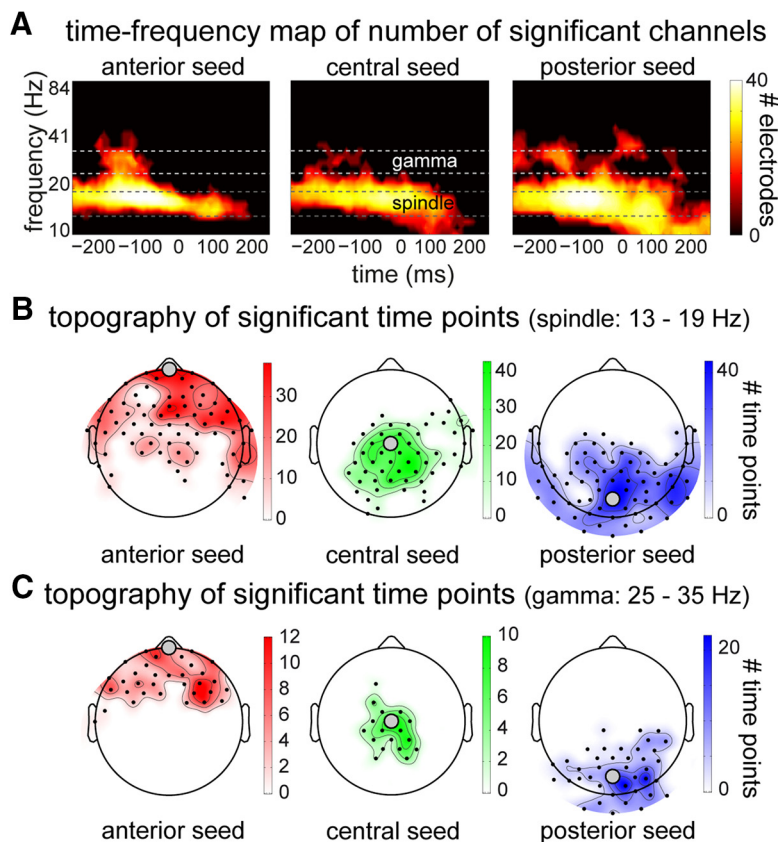 A time-frequency map of number of significant channels
anterior seed central seed posterior seed
frequency (Hz)
84
41
20
10
gamma
spindle
−200 −100 0 100 200
−200 −100 0 100 200
−200 −100 0 100 200
time (ms)
40
0
# electrodes
B topography of significant time points (spindle: 13 - 19 Hz)
30
20
10
0
40
30
20
10
0
40
20
0
# time points
anterior seed central seed posterior seed
C topography of significant time points (gamma: 25 - 35 Hz)
12
10
8
6
4
2
0
10
8
6
4
2
0
20
10
0
# time points
anterior seed central seed posterior seed